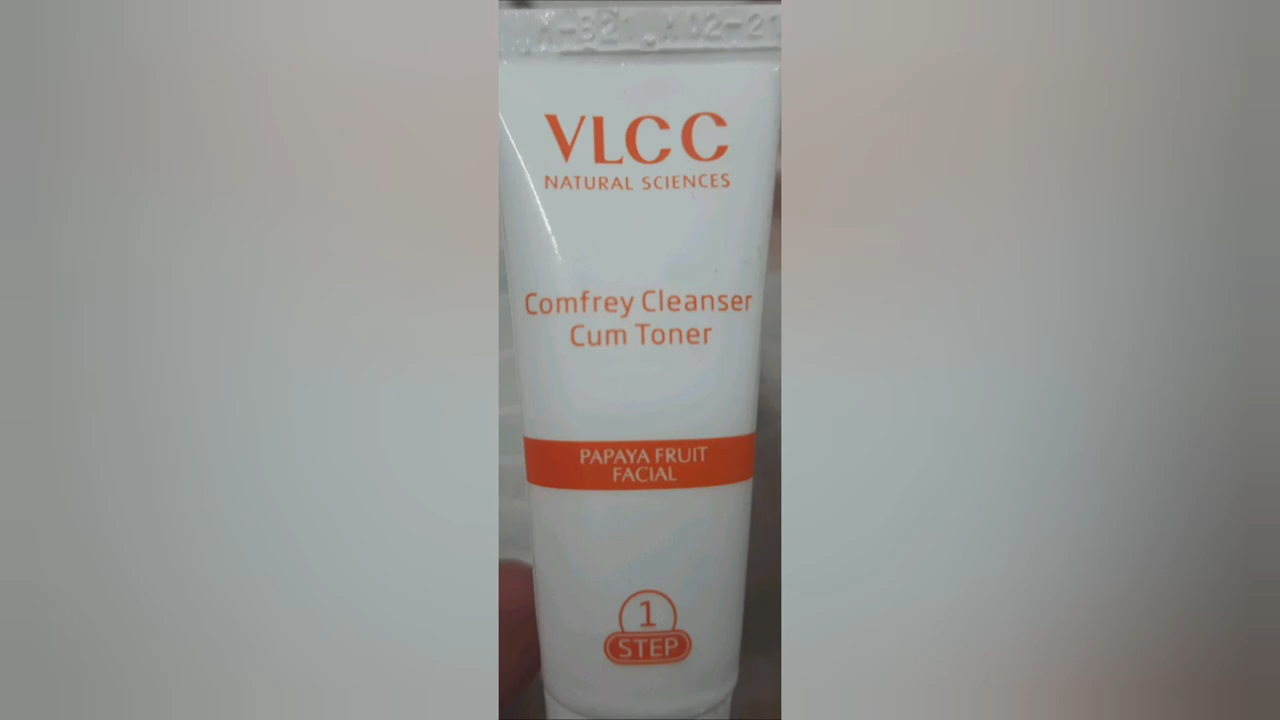 VLCC
NATURAL SCIENCES
Comfrey Cleanser
Cum Toner
PAPAYA FRUIT
FACIAL
1
STEP